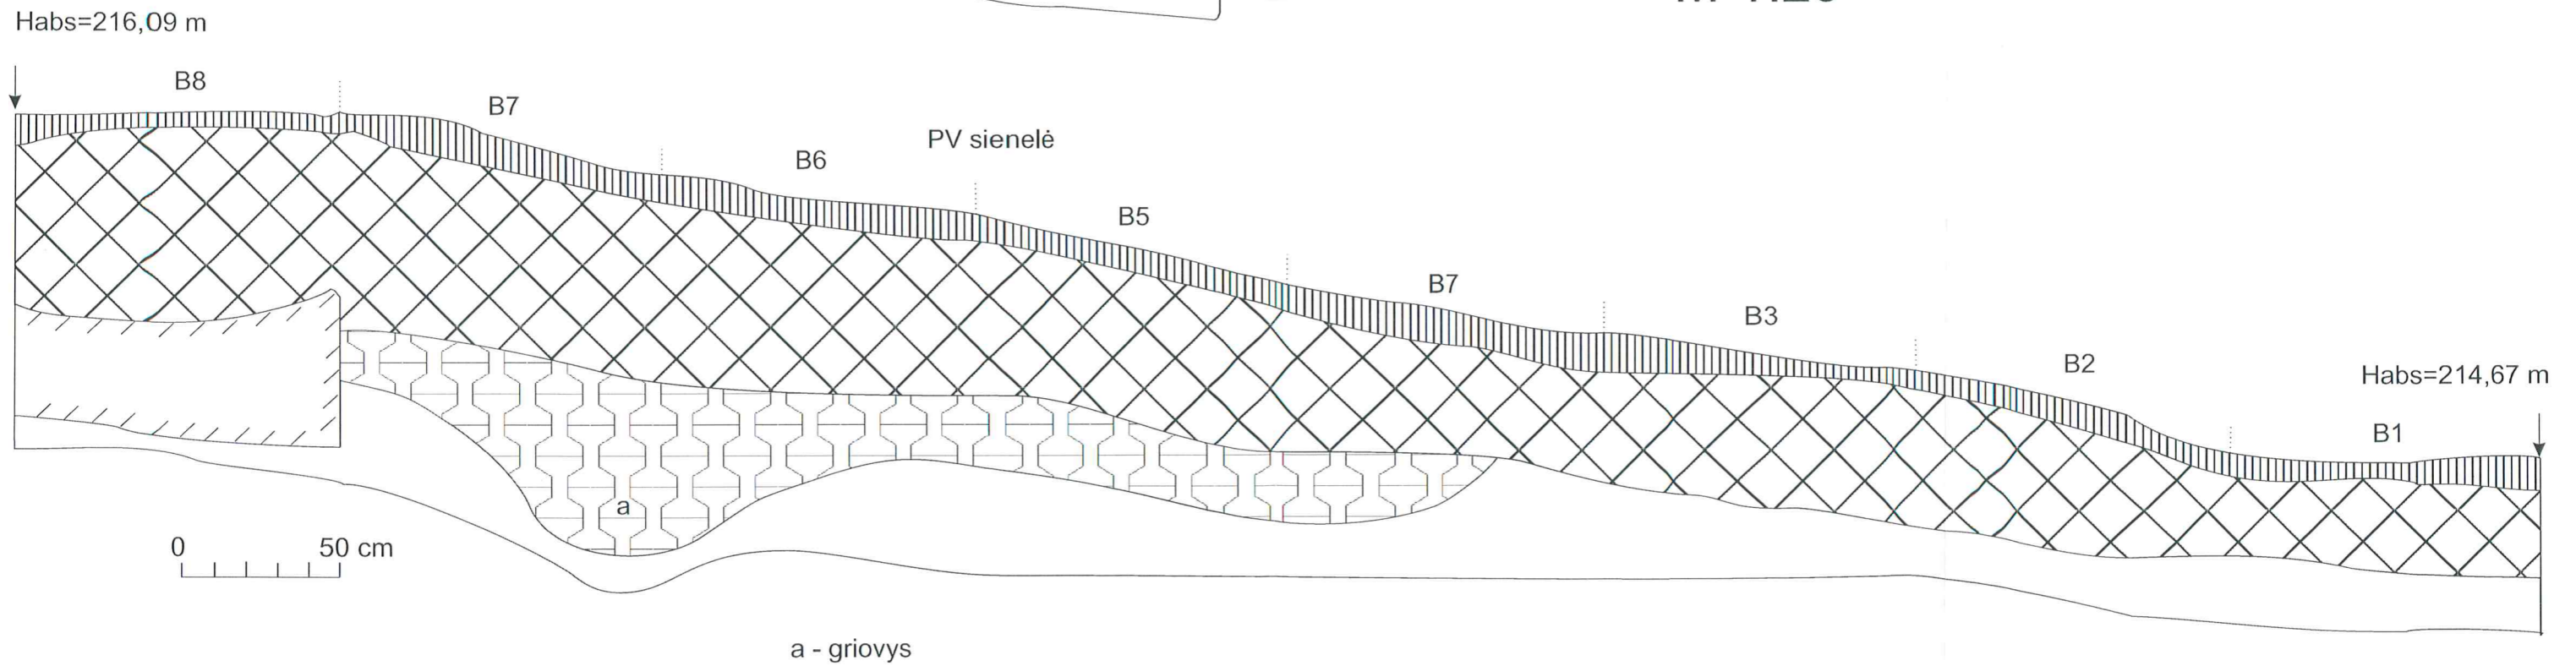 Habs=216,09 m
B8
B7
PV sienelė
B6
B5
B7
B3
B2
Habs=214,67 m
B1
a
0 50 cm
a - griovys